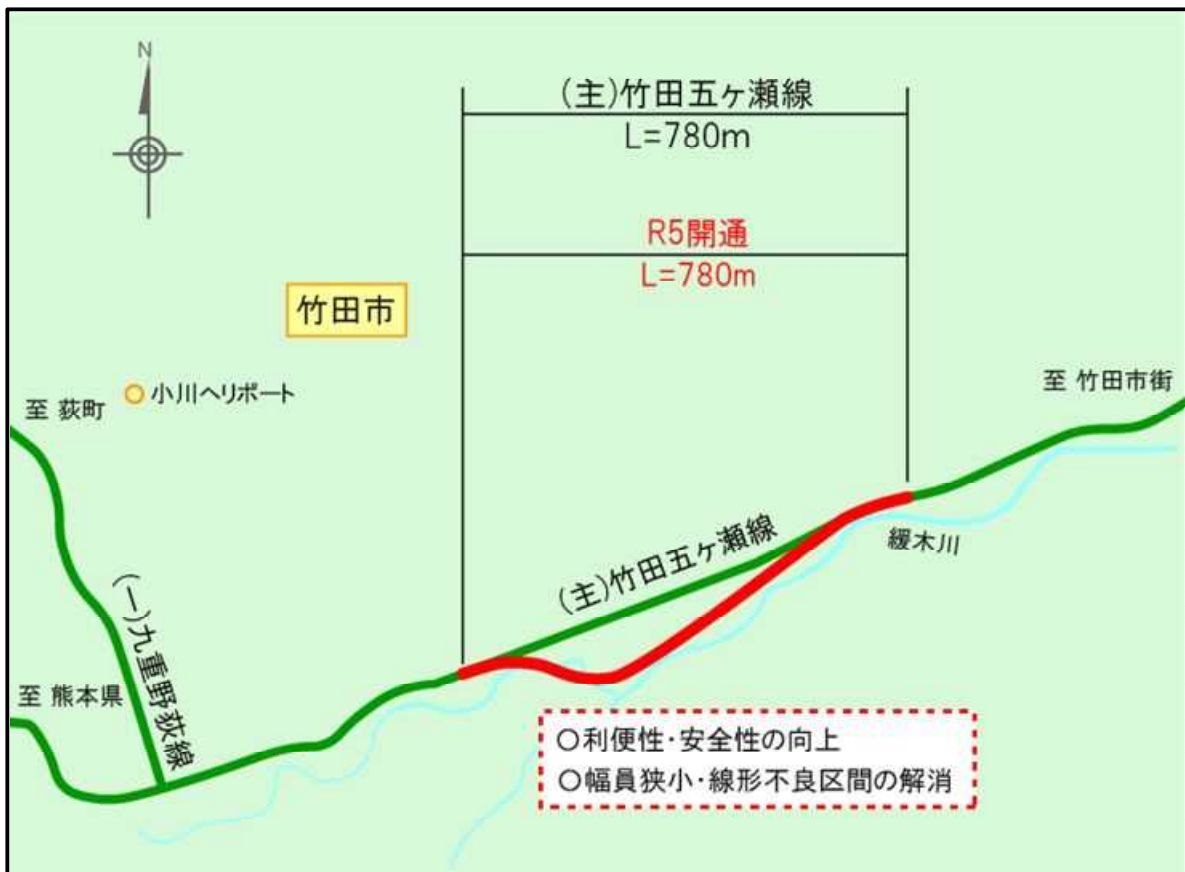 N
(主)竹田五ヶ瀬線
L=780m
R5開通
L=780m
竹田市
小川ヘリポート
至 荻町
至 竹田市街
緩木川
(主)竹田五ヶ瀬線
(一)九重野荻線
至 熊本県
○利便性・安全性の向上
○幅員狭小・線形不良区間の解消